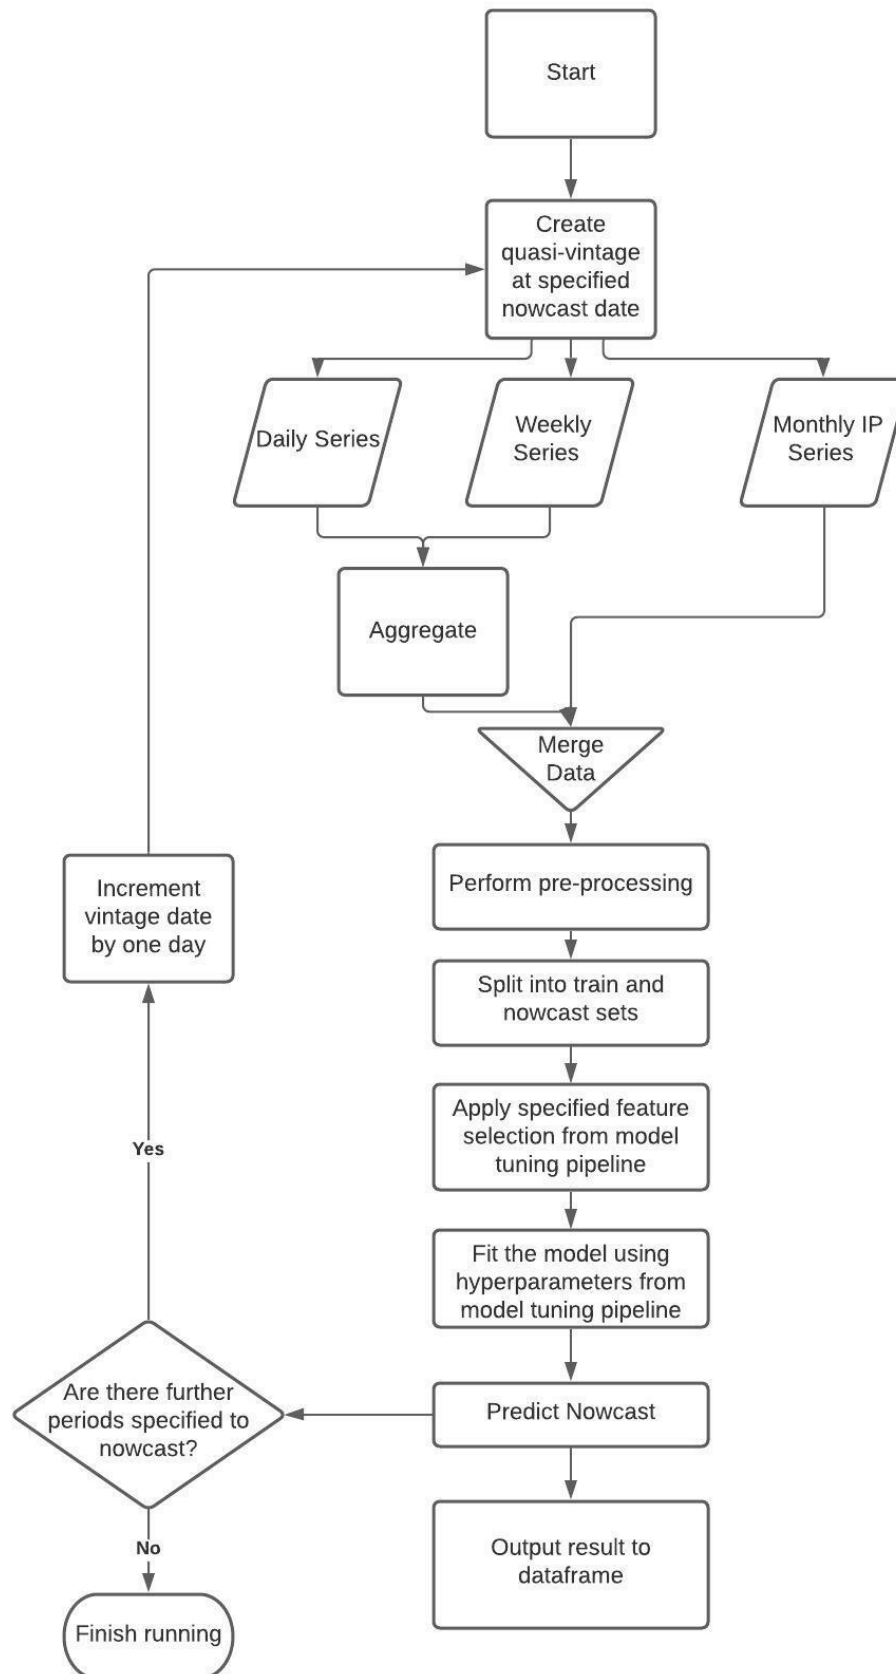 Start
Create
quasi-vintage
at specified
nowcast date
Daily Series
Weekly
Series
Monthly IP
Series
Aggregate
Merge
Data
Perform pre-processing
Split into train and
nowcast sets
Apply specified feature
selection from model
tuning pipeline
Fit the model using
hyperparameters from
model tuning pipeline
Predict Nowcast
Output result to
dataframe
Are there further
periods specified to
nowcast?
Yes
Increment
vintage date
by one day
No
Finish running